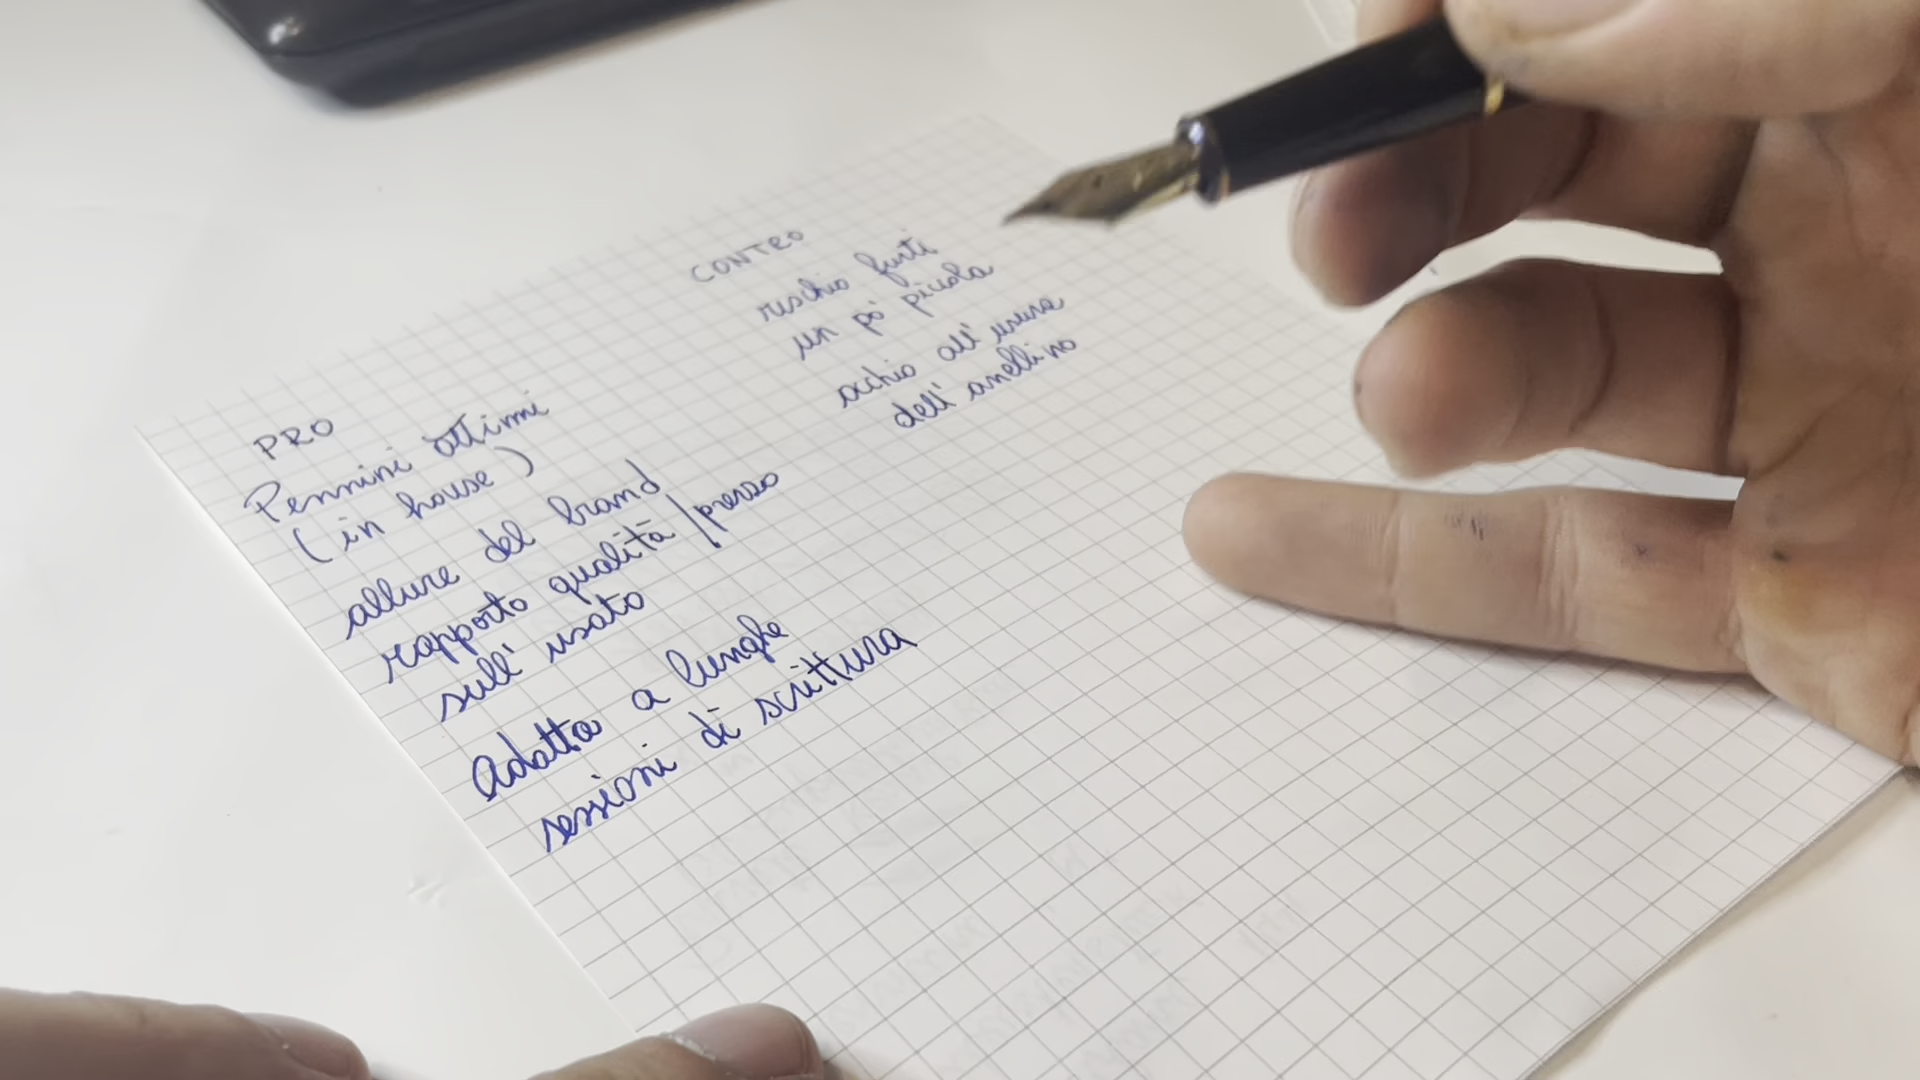 PRO
Pennini ottimi
(in house)
allure del brand
rapporto qualità/prezzo
sull'usato
Adatta a lunghe
sessioni di scrittura
CONTRO
rischio furti
un pò piccola
occhio all'usura
dell'anellino